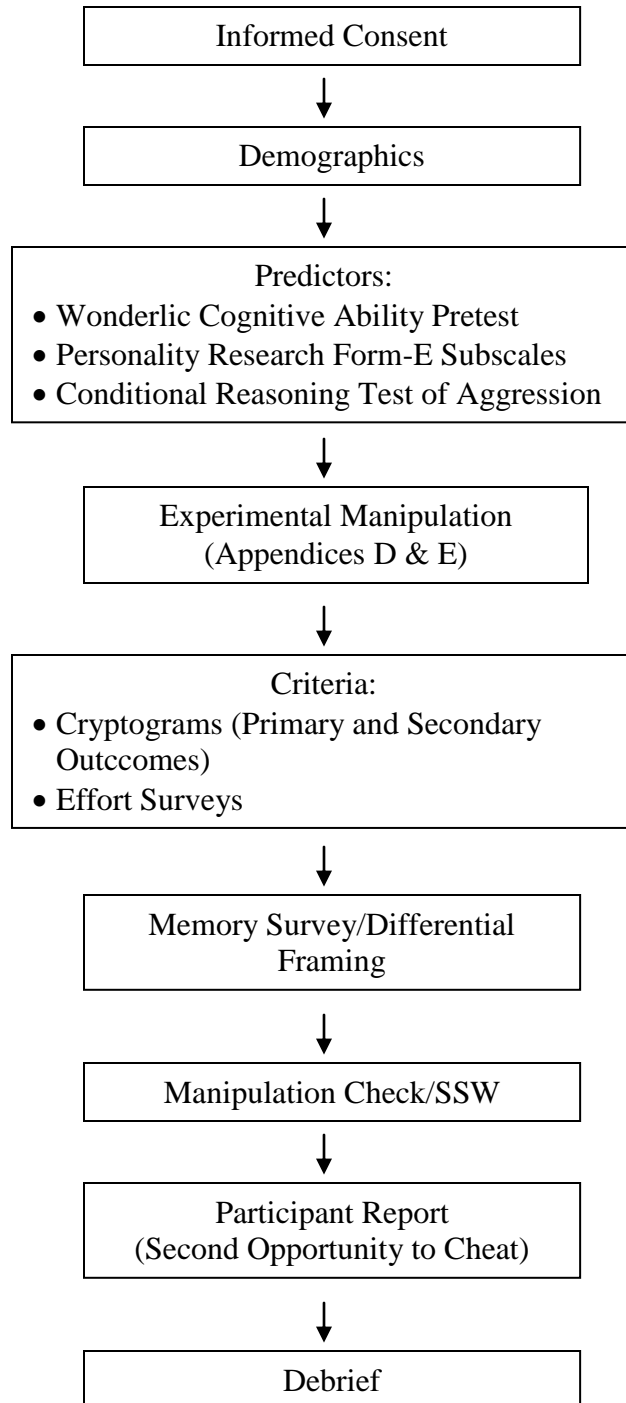 Informed Consent
Demographics
Predictors:
• Wonderlic Cognitive Ability Pretest
• Personality Research Form-E Subscales
• Conditional Reasoning Test of Aggression
Experimental Manipulation
(Appendices D & E)
Criteria:
• Cryptograms (Primary and Secondary
Outccomes)
• Effort Surveys
Memory Survey/Differential
Framing
Manipulation Check/SSW
Participant Report
(Second Opportunity to Cheat)
Debrief